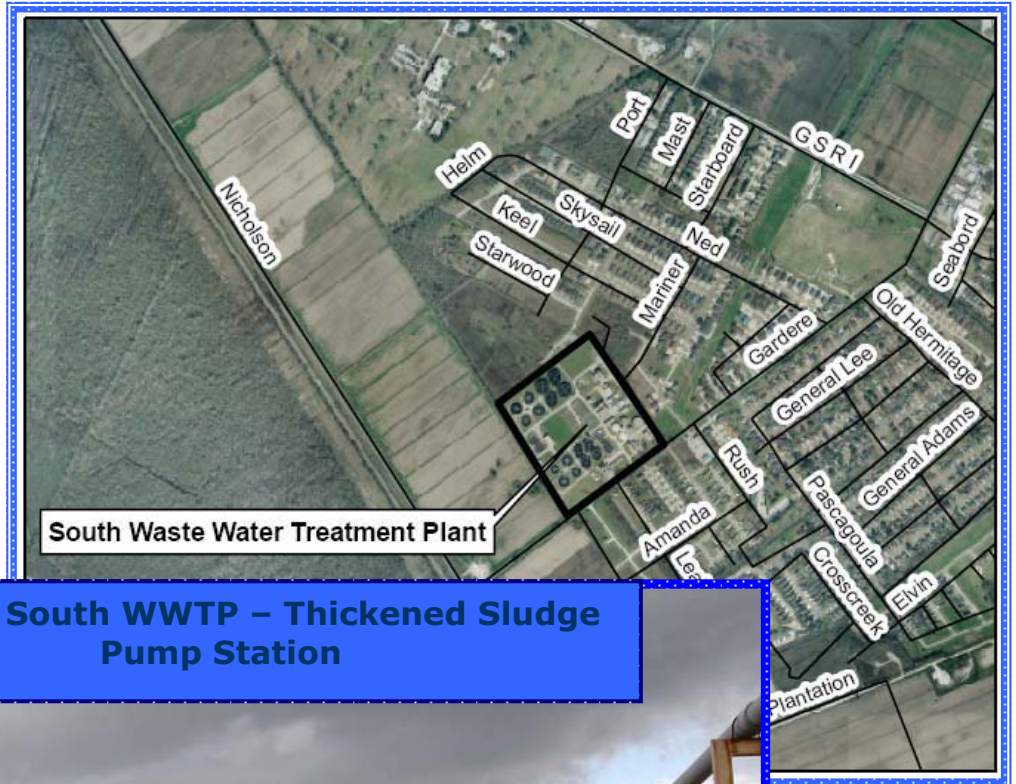 Port
Mast
Starboard
G S R I
Helm
Skysail
Keel
Ned
Starwood
Mariner
Nicholson
Seabord
Gardere
Old Hermitage
General Lee
General Adams
Rush
Pascagoula
South Waste Water Treatment Plant
Amanda
Lea
Crosscreek
Elvin
South WWTP – Thickened Sludge
Pump Station
Plantation